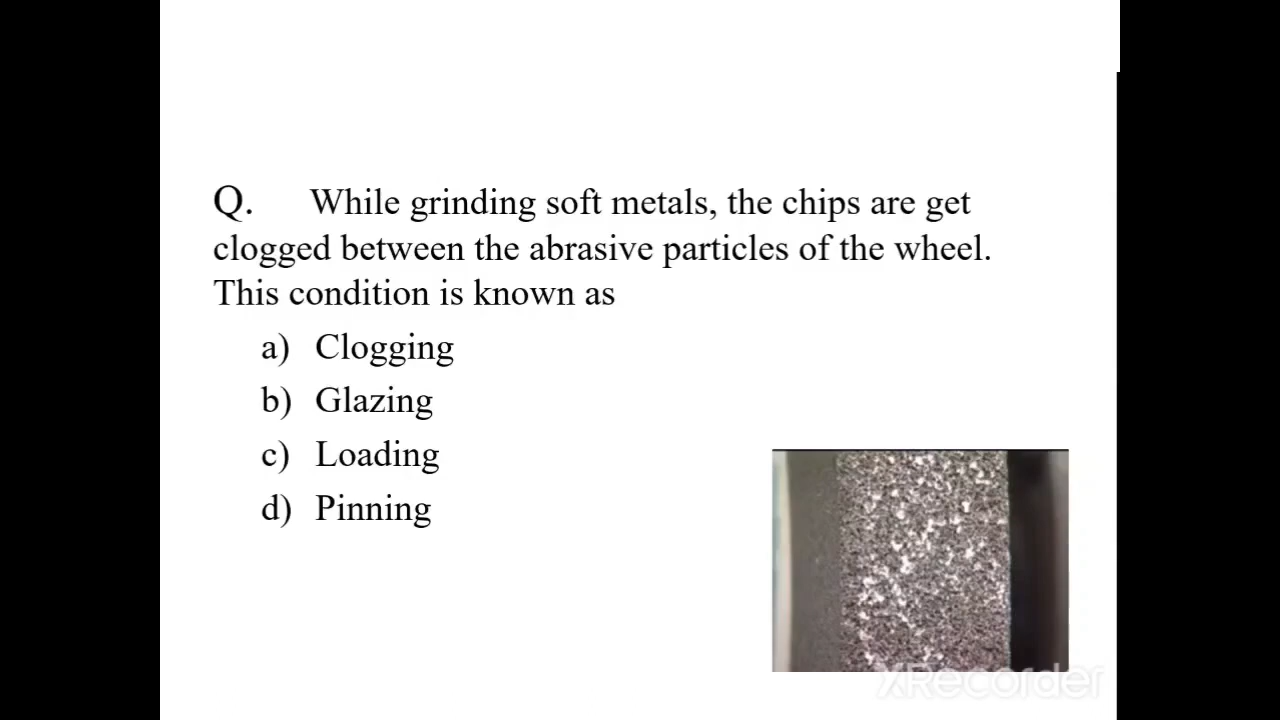 Q. While grinding soft metals, the chips are get
clogged between the abrasive particles of the wheel.
This condition is known as
a) Clogging
b) Glazing
c) Loading
d) Pinning
XRecorder